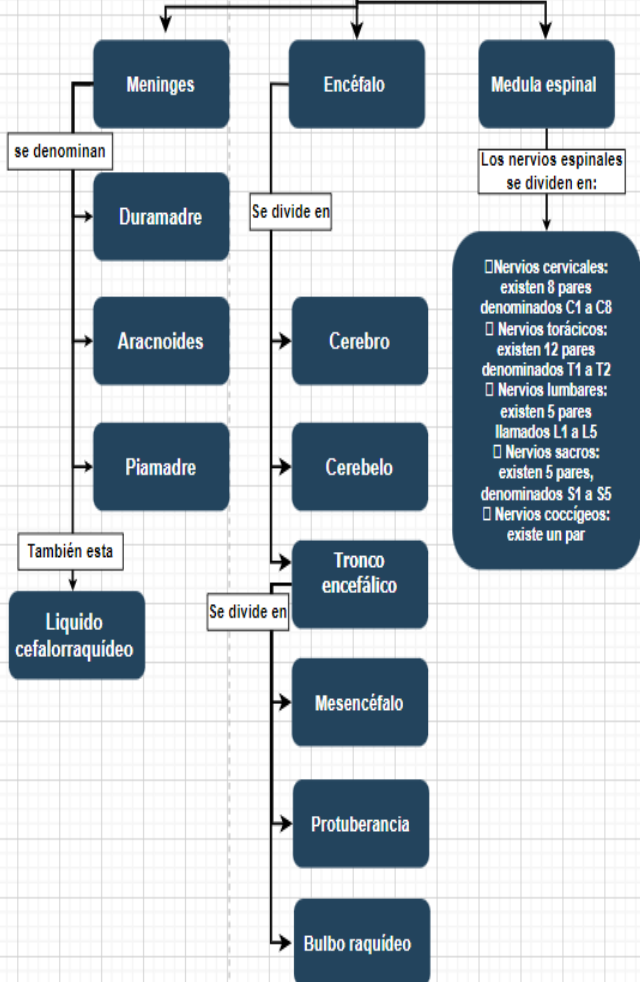 Meninges
se denominan
Duramadre
Aracnoides
Piamadre
También esta
Liquido
cefalorraquídeo
Encéfalo
Se divide en
Cerebro
Cerebelo
Tronco
encefálico
Se divide en
Mesencéfalo
Protuberancia
Bulbo raquídeo
Medula espinal
Los nervios espinales
se dividen en:
▯Nervios cervicales:
existen 8 pares
denominados C1 a C8
▯ Nervios torácicos:
existen 12 pares
denominados T1 a T2
▯ Nervios lumbares:
existen 5 pares
llamados L1 a L5
▯ Nervios sacros:
existen 5 pares,
denominados S1 a S5
▯ Nervios coccígeos:
existe un par